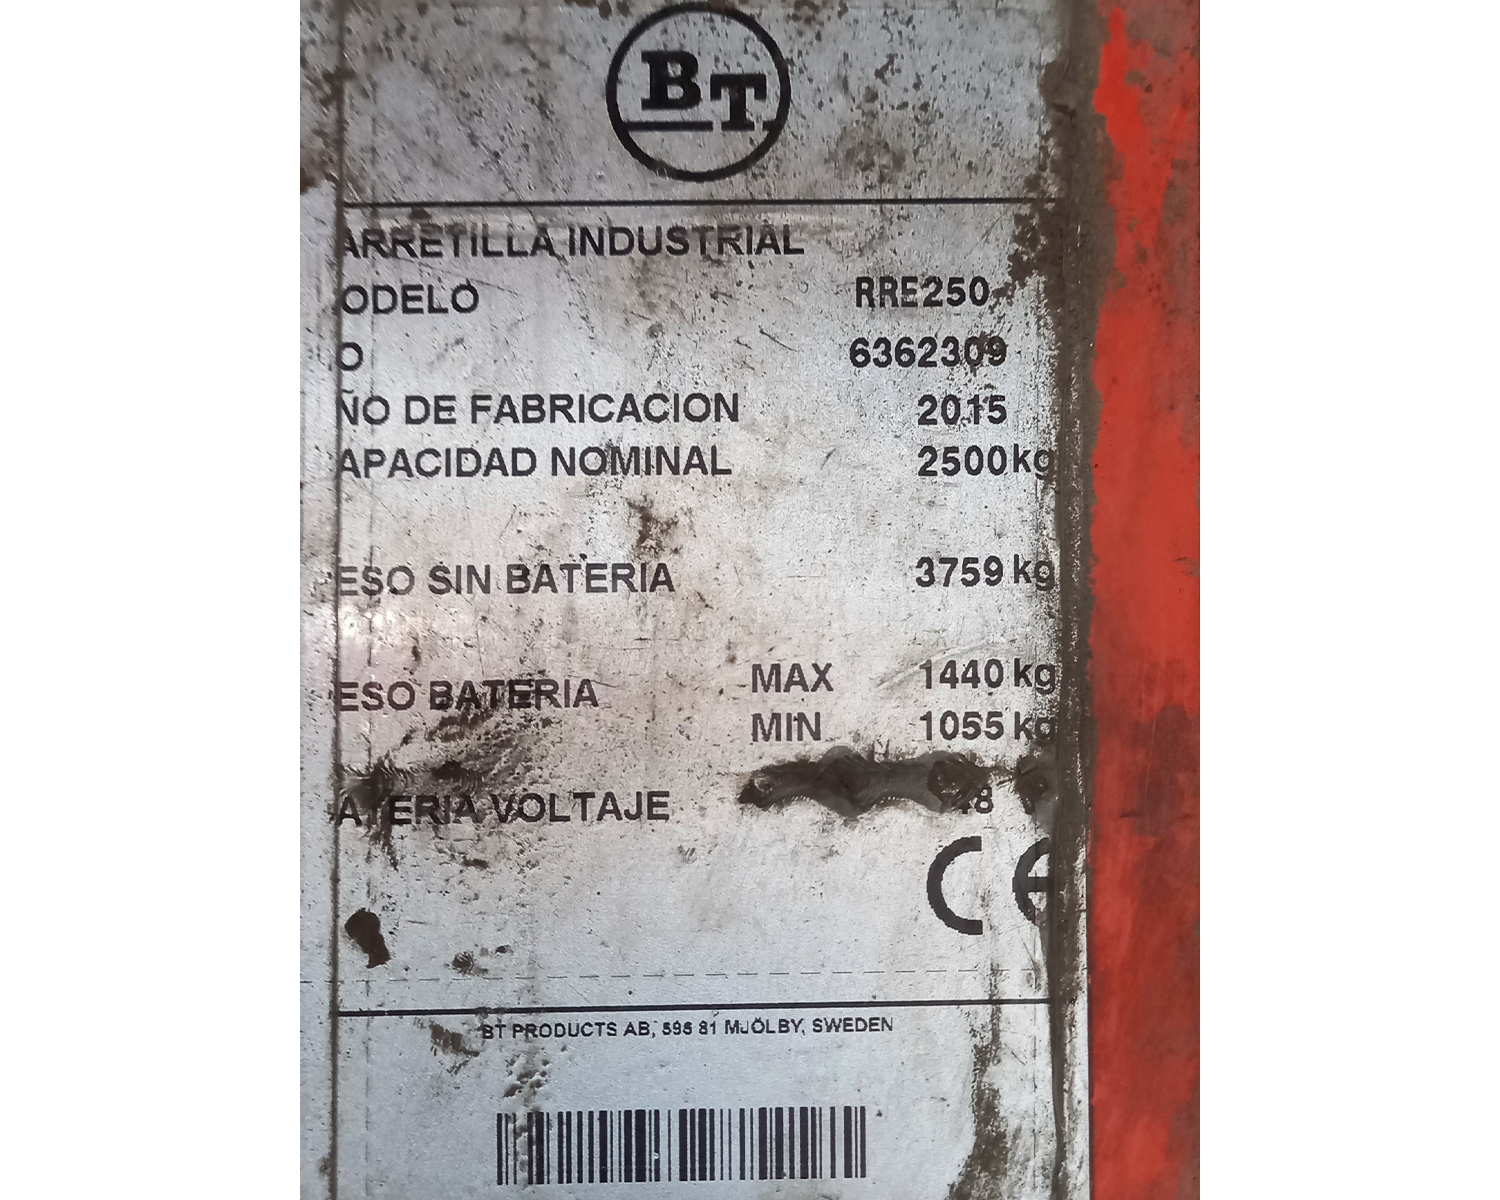 BT
ARRETILLA INDUSTRIAL
ODELO RRE250
O 6362309
ÑO DE FABRICACION 2015
APACIDAD NOMINAL 2500kg
ESO SIN BATERIA 3759 kg
ESO BATERIA MAX 1440 kg
MIN 1055 kg
ATERIA VOLTAJE 48
CE
BT PRODUCTS AB, 595 81 MJÖLBY, SWEDEN